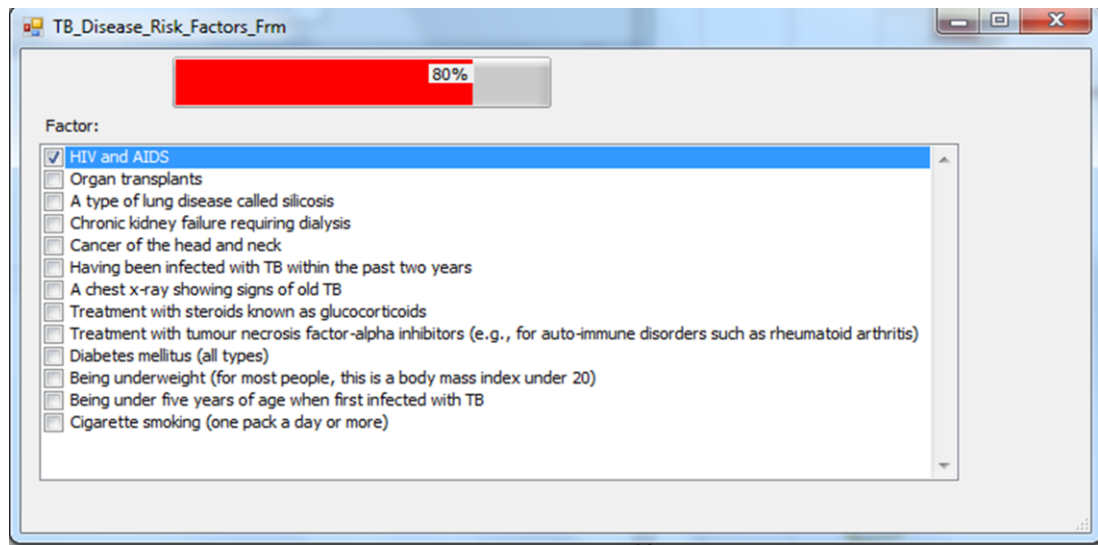 TB_Disease_Risk_Factors_Frm
80%
Factor:
HIV and AIDS
Organ transplants
A type of lung disease called silicosis
Chronic kidney failure requiring dialysis
Cancer of the head and neck
Having been infected with TB within the past two years
A chest x-ray showing signs of old TB
Treatment with steroids known as glucocorticoids
Treatment with tumour necrosis factor-alpha inhibitors (e.g., for auto-immune disorders such as rheumatoid arthritis)
Diabetes mellitus (all types)
Being underweight (for most people, this is a body mass index under 20)
Being under five years of age when first infected with TB
Cigarette smoking (one pack a day or more)